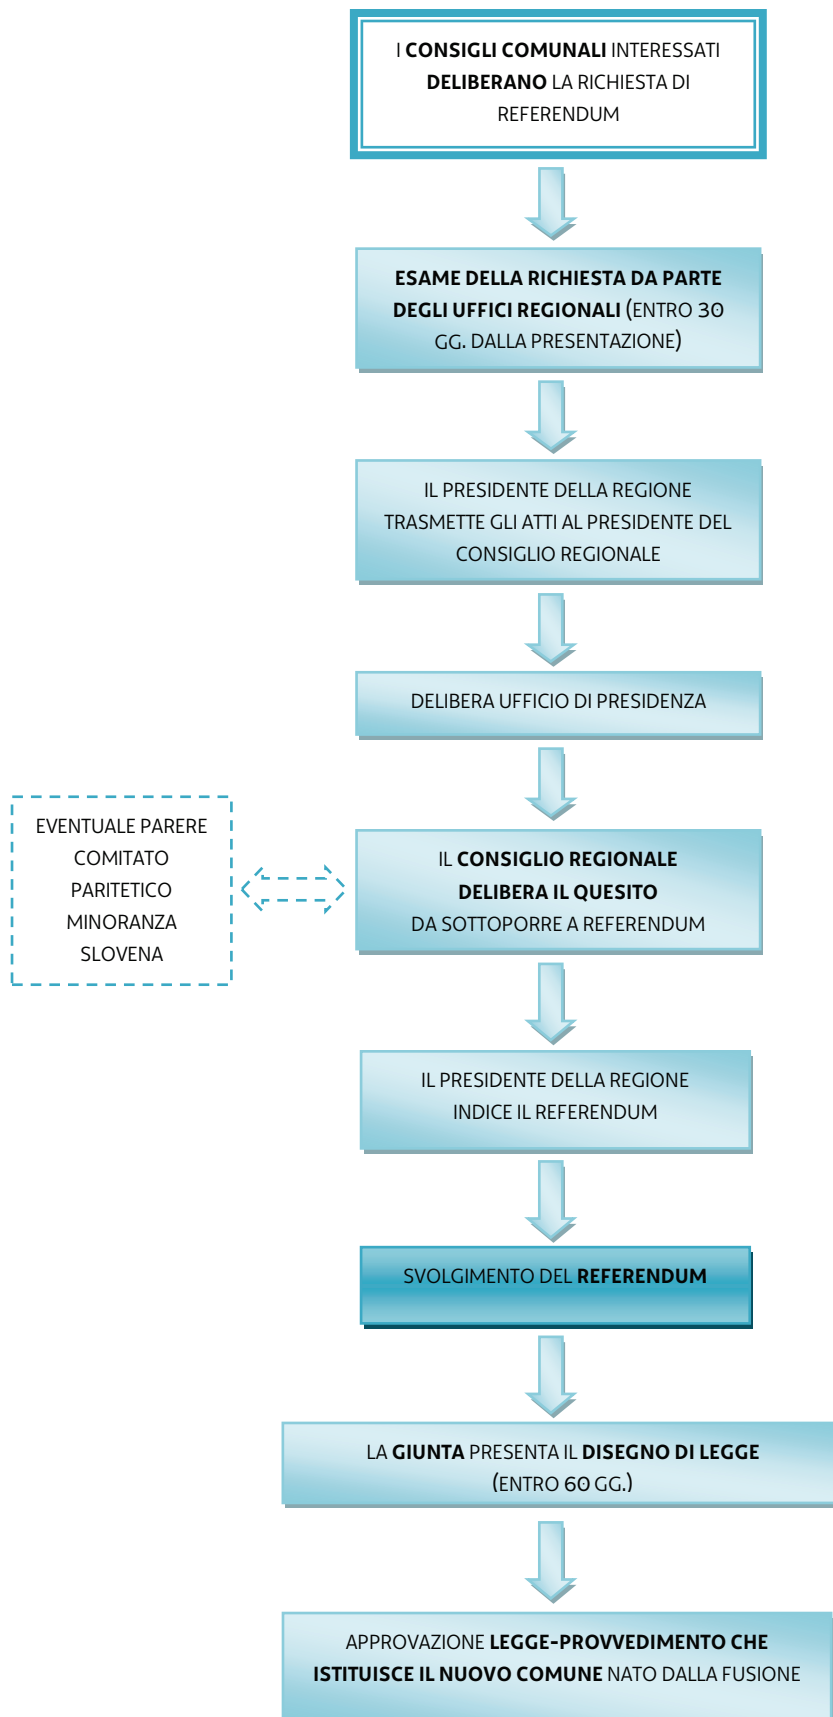 I CONSIGLI COMUNALI INTERESSATI
DELIBERANO LA RICHIESTA DI
REFERENDUM
ESAME DELLA RICHIESTA DA PARTE
DEGLI UFFICI REGIONALI (ENTRO 30
GG. DALLA PRESENTAZIONE)
IL PRESIDENTE DELLA REGIONE
TRASMETTE GLI ATTI AL PRESIDENTE DEL
CONSIGLIO REGIONALE
DELIBERA UFFICIO DI PRESIDENZA
EVENTUALE PARERE
COMITATO
PARITETICO
MINORANZA
SLOVENA
IL CONSIGLIO REGIONALE
DELIBERA IL QUESITO
DA SOTTOPORRE A REFERENDUM
IL PRESIDENTE DELLA REGIONE
INDICE IL REFERENDUM
SVOLGIMENTO DEL REFERENDUM
LA GIUNTA PRESENTA IL DISEGNO DI LEGGE
(ENTRO 60 GG.)
APPROVAZIONE LEGGE-PROVVEDIMENTO CHE
ISTITUISCE IL NUOVO COMUNE NATO DALLA FUSIONE